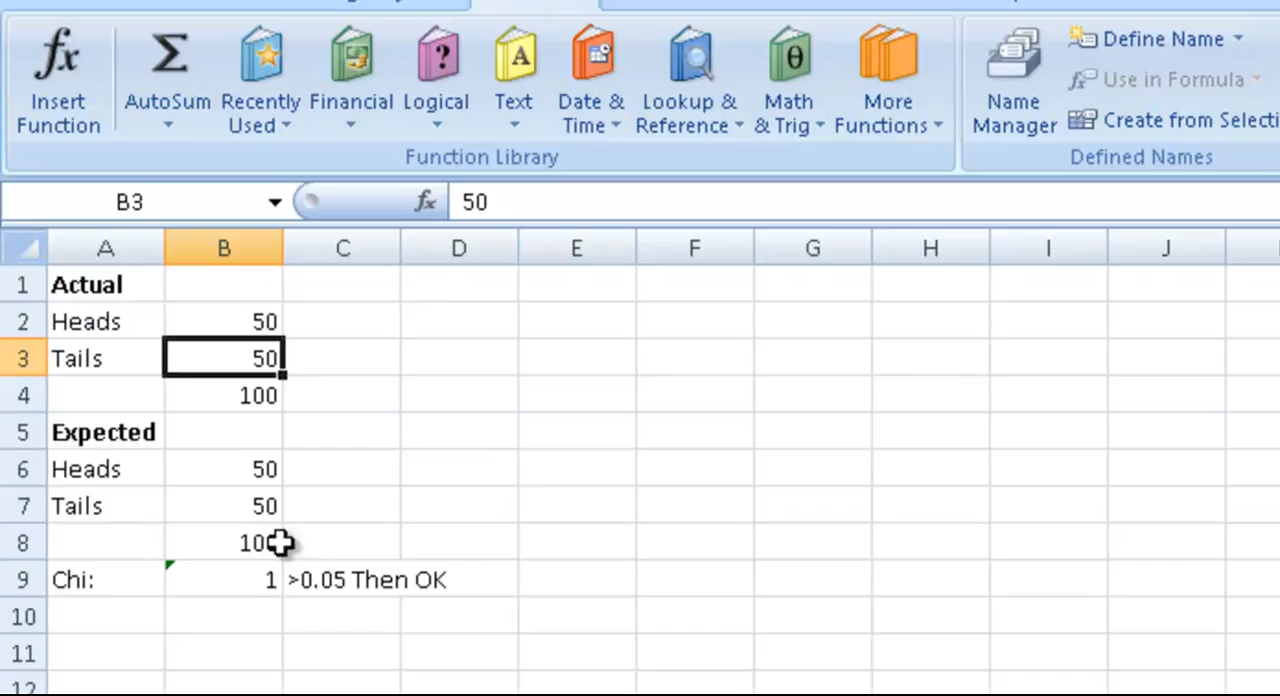 Insert Function
AutoSum
Recently Used
Financial
Logical
Text
Date & Time
Lookup & Reference
Math & Trig
More Functions
Function Library
Name Manager
Define Name
Use in Formula
Create from Selecti
Defined Names
B3 fx 50
A B C D E F G H I J
1 Actual
2 Heads 50
3 Tails 50
4 100
5 Expected
6 Heads 50
7 Tails 50
8 10
9 Chi: 1 >0.05 Then OK
10
11
12